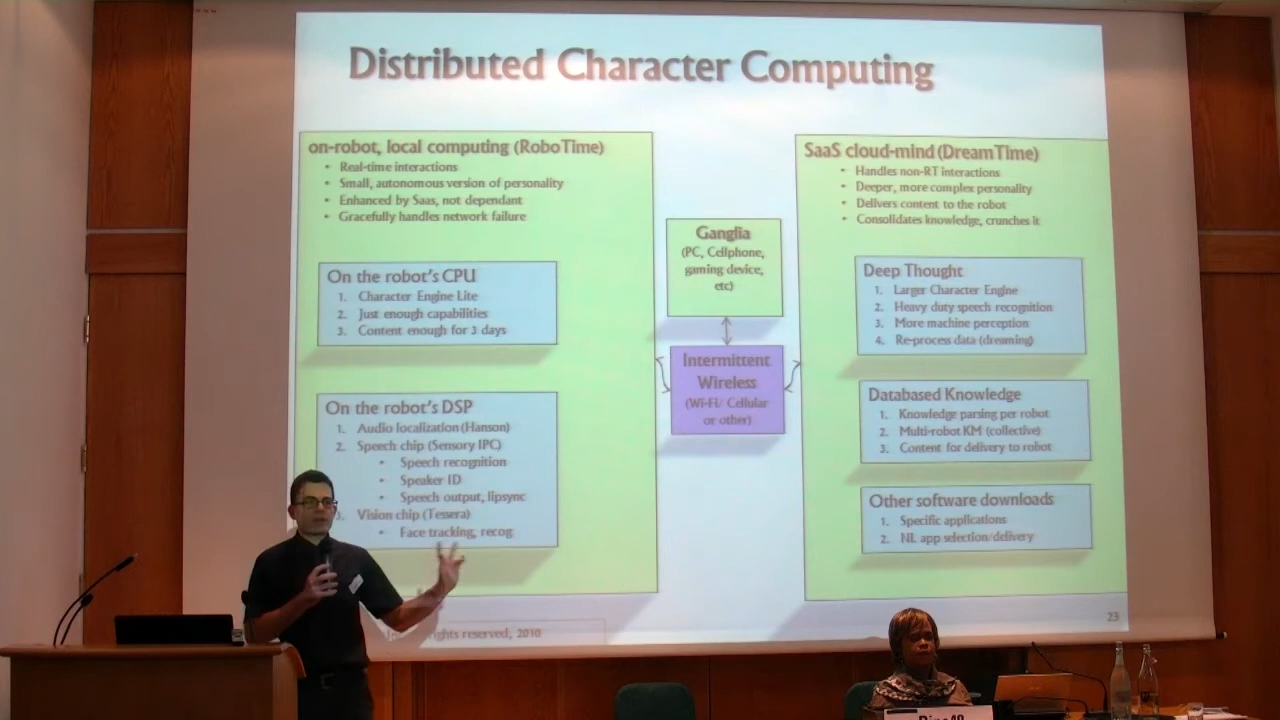 Distributed Character Computing
on-robot, local computing (RoboTime)
• Real-time interactions
• Small, autonomous version of personality
• Enhanced by Saas, not dependant
• Gracefully handles network failure
On the robot's CPU
1. Character Engine Lite
2. Just enough capabilities
3. Content enough for 3 days
On the robot's DSP
1. Audio localization (Hanson)
2. Speech chip (Sensory IPC)
• Speech recognition
• Speaker ID
• Speech output, lipsync
3. Vision chip (Tessera)
• Face tracking, recog
Ganglia
(PC, Cellphone,
gaming device,
etc)
Intermittent
Wireless
(Wi-Fi/ Cellular
or other)
SaaS cloud-mind (DreamTime)
• Handles non-RT interactions
• Deeper, more complex personality
• Delivers content to the robot
• Consolidates knowledge, crunches it
Deep Thought
1. Larger Character Engine
2. Heavy duty speech recognition
3. More machine perception
4. Re-process data (dreaming)
Databased Knowledge
1. Knowledge parsing per robot
2. Multi-robot KM (collective)
3. Content for delivery to robot
Other software downloads
1. Specific applications
2. NL app selection/delivery
rights reserved, 2010
23